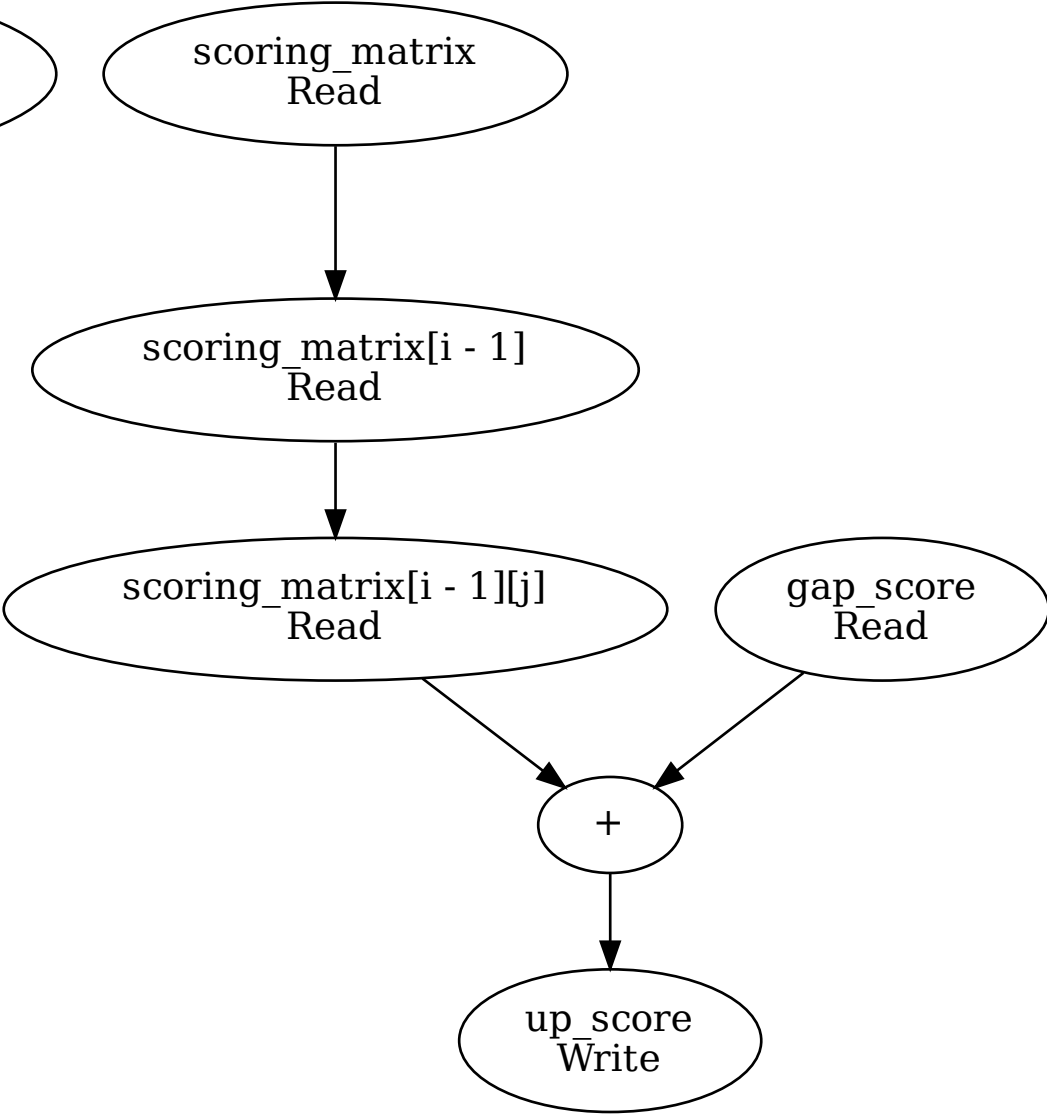 scoring_matrix
Read
scoring_matrix[i - 1]
Read
scoring_matrix[i - 1][j]
Read
gap_score
Read
+
up_score
Write